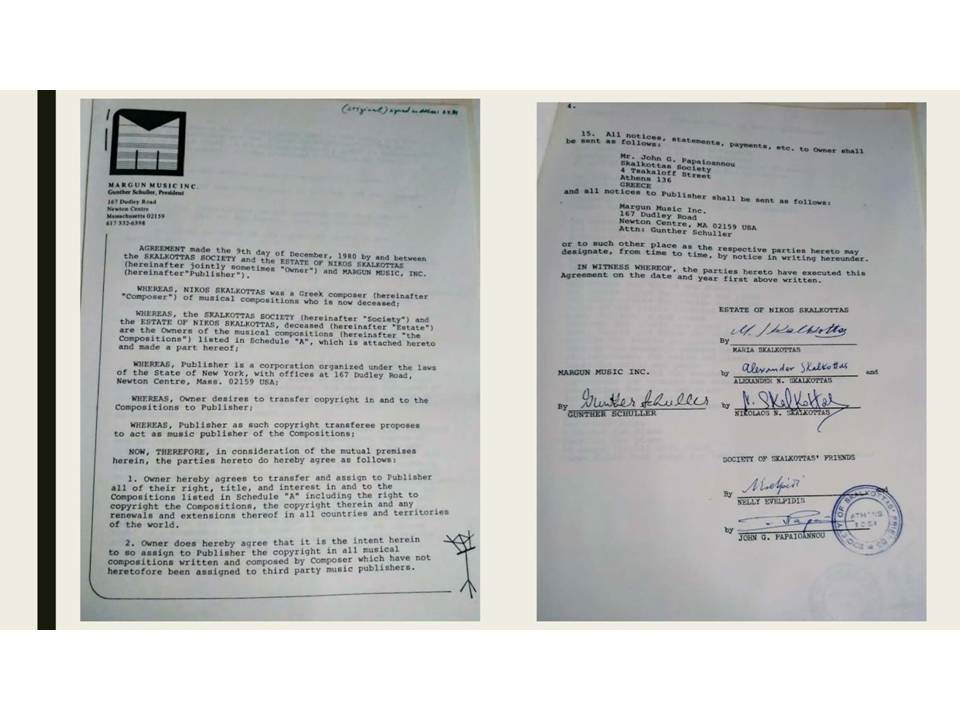 (original)
MARGUN MUSIC INC.
Gunther Schuller, President
167 Dudley Road
Newton Centre
Massachusetts 02159
617 332-6398
AGREEMENT made the 9th day of December, 1980 by and between
the SKALKOTTAS SOCIETY and the ESTATE OF NIKOS SKALKOTTAS
(hereinafter jointly sometimes "Owner") and MARGUN MUSIC, INC.
(hereinafter"Publisher").
WHEREAS, NIKOS SKALKOTTAS was a Greek composer (hereinafter
"Composer") of musical compositions who is now deceased;
WHEREAS, the SKALKOTTAS SOCIETY (hereinafter "Society") and
the ESTATE OF NIKOS SKALKOTTAS, deceased (hereinafter "Estate")
are the Owners of the musical compositions (hereinafter "the
Compositions") listed in Schedule "A", which is attached hereto
and made a part hereof;
WHEREAS, Publisher is a corporation organized under the laws
of the State of New York, with offices at 167 Dudley Road,
Newton Centre, Mass. 02159 USA;
WHEREAS, Owner desires to transfer copyright in and to the
Compositions to Publisher;
WHEREAS, Publisher as such copyright transferee proposes
to act as music publisher of the Compositions;
NOW, THEREFORE, in consideration of the mutual premises
herein, the parties hereto do hereby agree as follows:
1. Owner hereby agrees to transfer and assign to Publisher
all of their right, title, and interest in and to the
Compositions listed in Schedule "A" including the right to
copyright the Compositions, the copyright therein and any
renewals and extensions thereof in all countries and territories
of the world.
2. Owner does hereby agree that it is the intent herein
to so assign to Publisher the copyright in all musical
compositions written and composed by Composer which have not
heretofore been assigned to third party music publishers.
4.
15. All notices, statements, payments, etc. to Owner shall
be sent as follows:
Mr. John G. Papaioannou
Skalkottas Society
4 Tsakaloff Street
Athens 136
GREECE
and all notices to Publisher shall be sent as follows:
Margun Music Inc.
167 Dudley Road
Newton Centre, MA 02159 USA
Attn: Gunther Schuller
or to such other place as the respective parties hereto may
designate, from time to time, by notice in writing hereunder.
IN WITNESS WHEREOF, the parties hereto have executed this
Agreement on the date and year first above written.
ESTATE OF NIKOS SKALKOTTAS
By M. Skalkottas
MARIA SKALKOTTAS
MARGUN MUSIC INC.
by Alexander Skalkottas and
ALEXANDER N. SKALKOTTAS
By Gunther Schuller
GUNTHER SCHULLER
by N. Skalkottas
NIKOLAOS N. SKALKOTTAS
SOCIETY OF SKALKOTTAS' FRIENDS
By and
NELLY EVELPIDIS
by
JOHN G. PAPAIOANNOU
SOCIETY OF SKALKOTTAS' FRIENDS
ATHENS